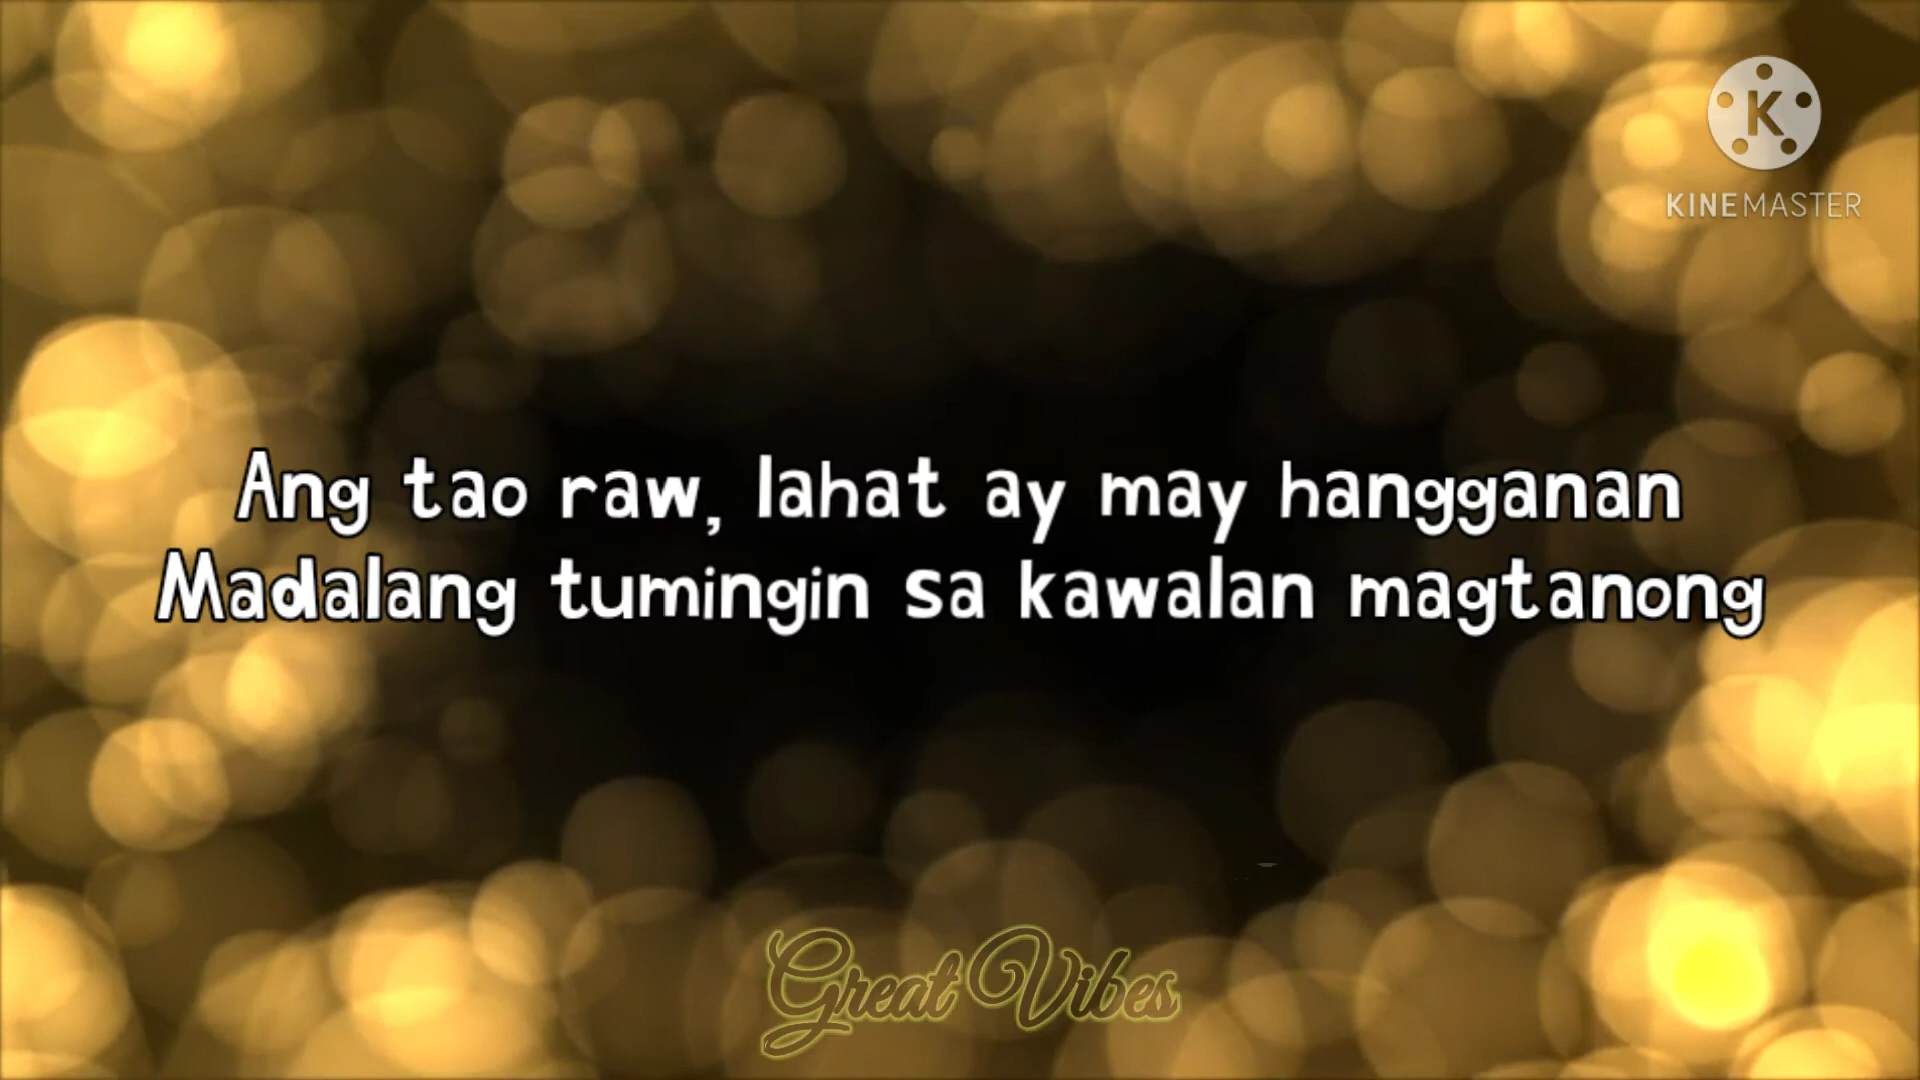 K
KINEMASTER
Ang tao raw, lahat ay may hangganan
Madalang tumingin sa kawalan magtanong
Great Vibes